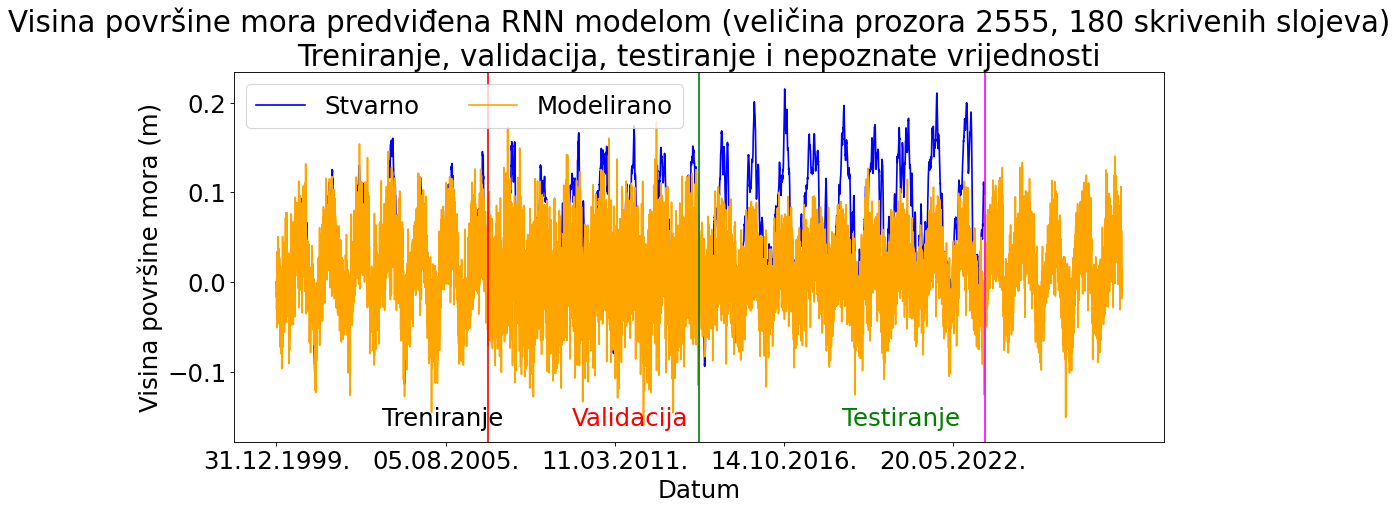 Visina površine mora predviđena RNN modelom (veličina prozora 2555, 180 skrivenih slojeva)
Treniranje, validacija, testiranje i nepoznate vrijednosti
Stvarno Modelirano
Visina površine mora (m)
0.2
0.1
0.0
−0.1
Treniranje Validacija Testiranje
31.12.1999. 05.08.2005. 11.03.2011. 14.10.2016. 20.05.2022.
Datum